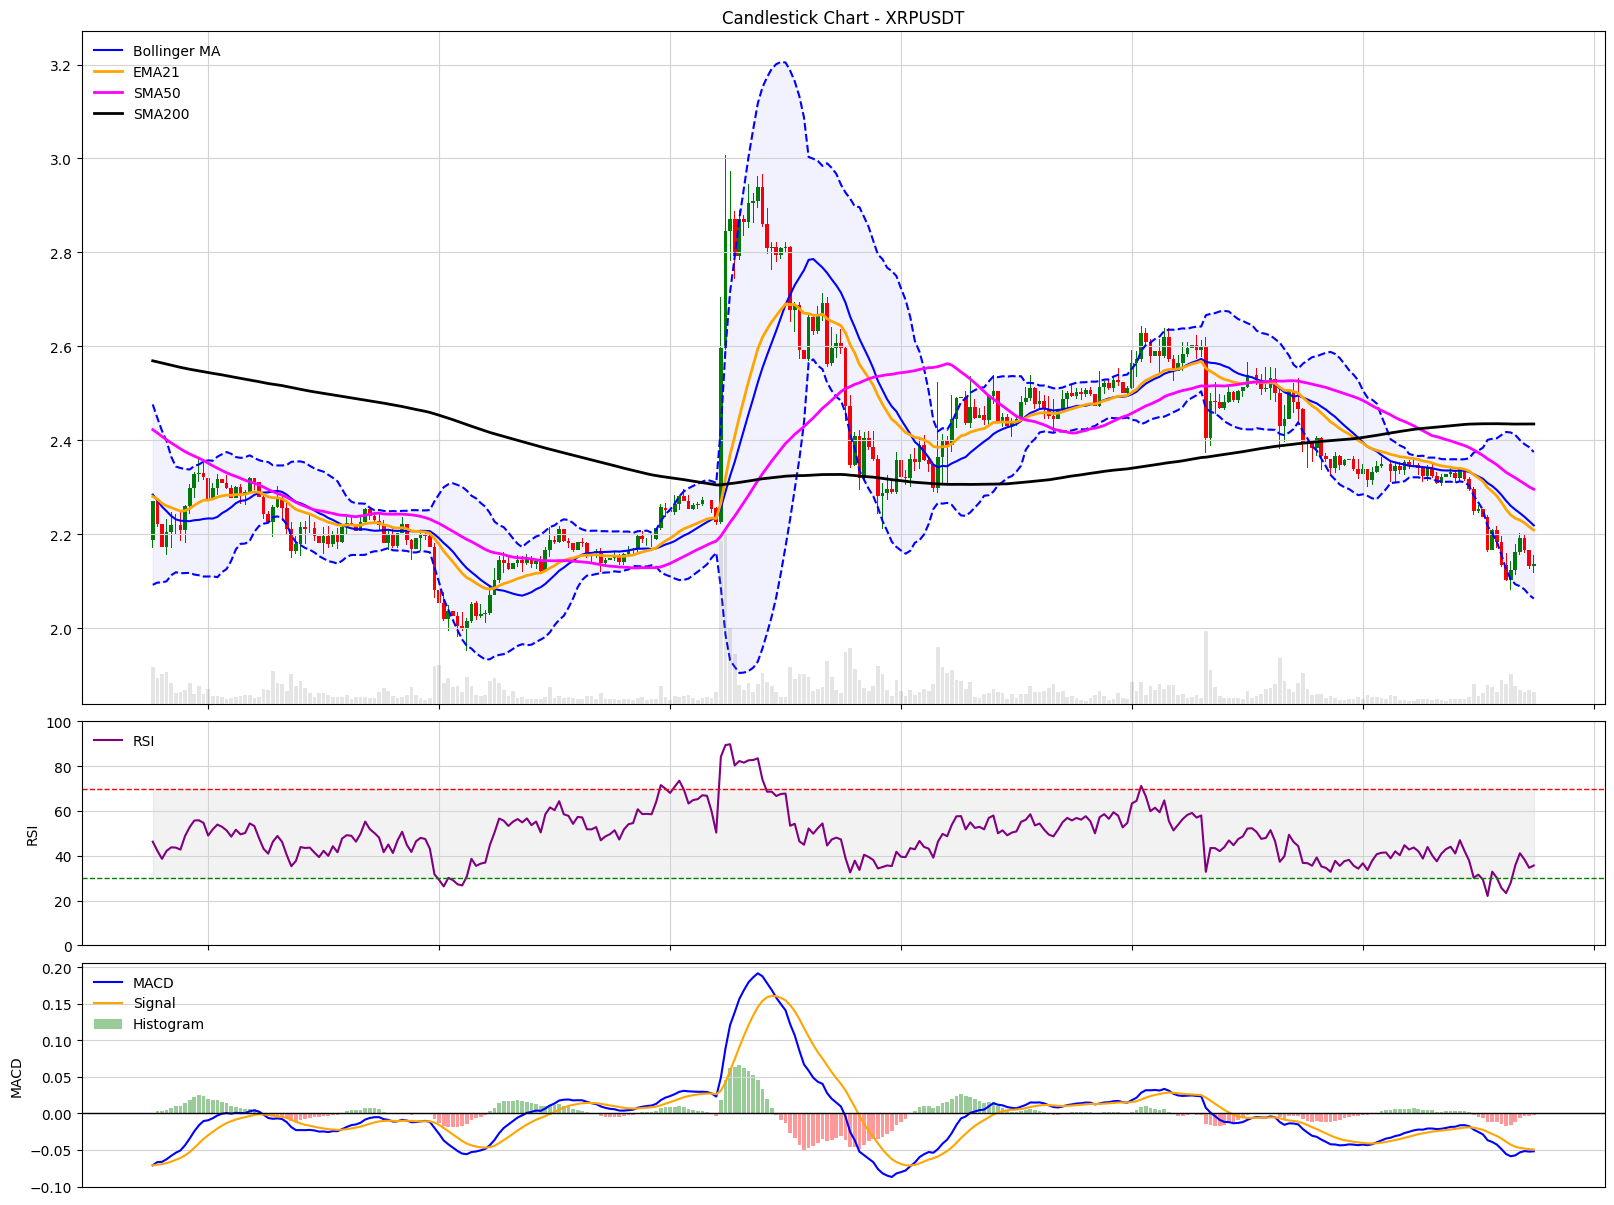 Candlestick Chart - XRPUSDT
Bollinger MA
EMA21
SMA50
SMA200
3.2
3.0
2.8
2.6
2.4
2.2
2.0
RSI
RSI
100
80
60
40
20
0
MACD
Signal
Histogram
MACD
0.20
0.15
0.10
0.05
0.00
−0.05
−0.10